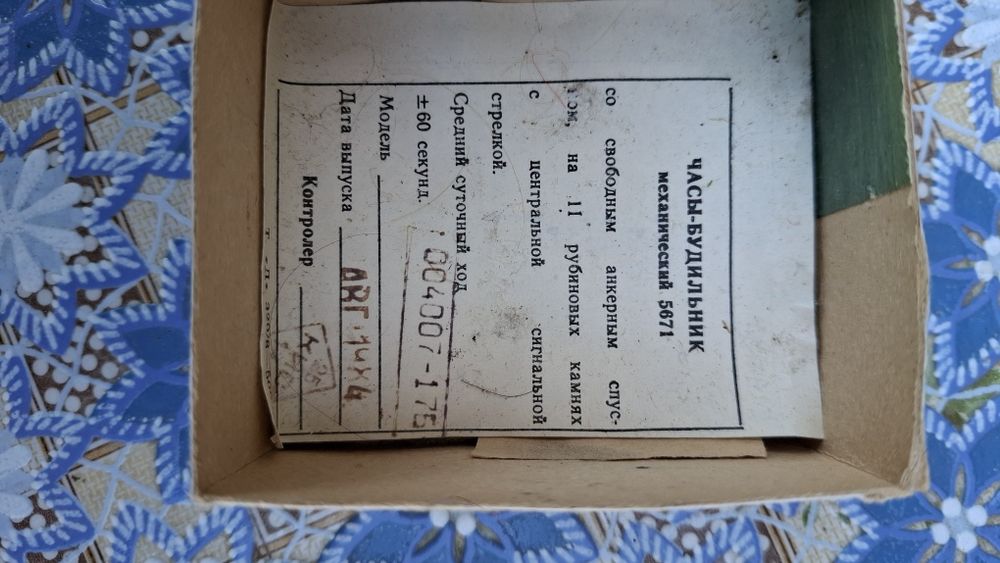 ЧАСЫ-БУДИЛЬНИК
механический 5671
со свободным анкерным спус-
ком, на 11 рубиновых камнях
с центральной сигнальной
стрелкой.
Средний суточный ход
±60 секунд.
Модель 004007-175
Дата выпуска АВГ 1984
Контролер